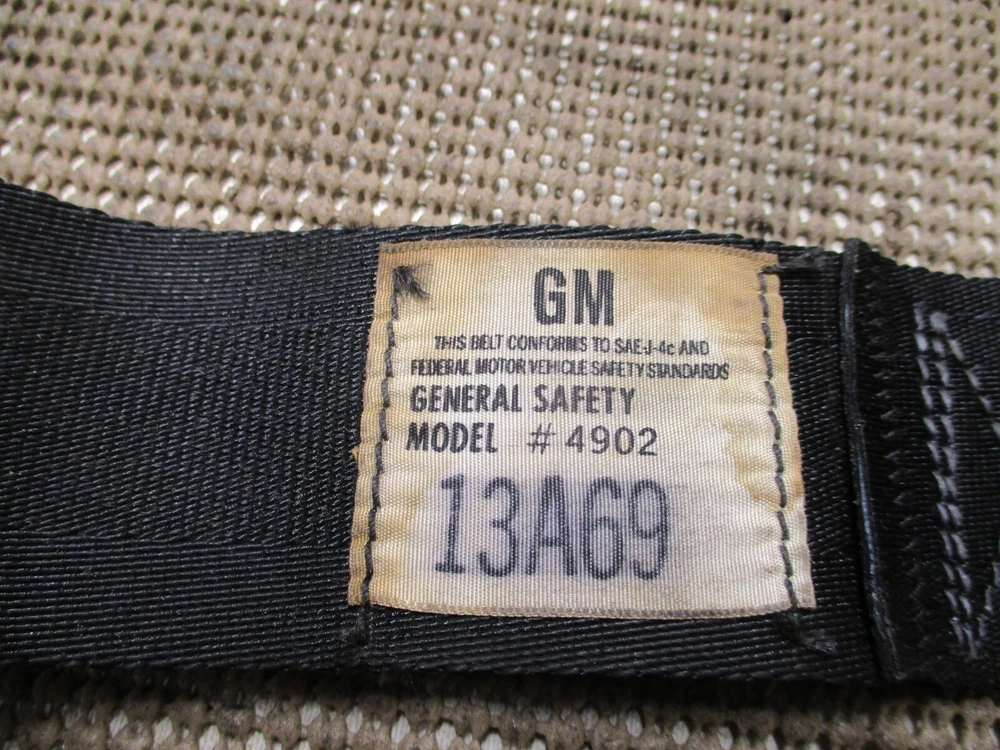 GM
THIS BELT CONFORMS TO SAE-J-4c AND
FEDERAL MOTOR VEHICLE SAFETY STANDARDS
GENERAL SAFETY
MODEL # 4902
13A69